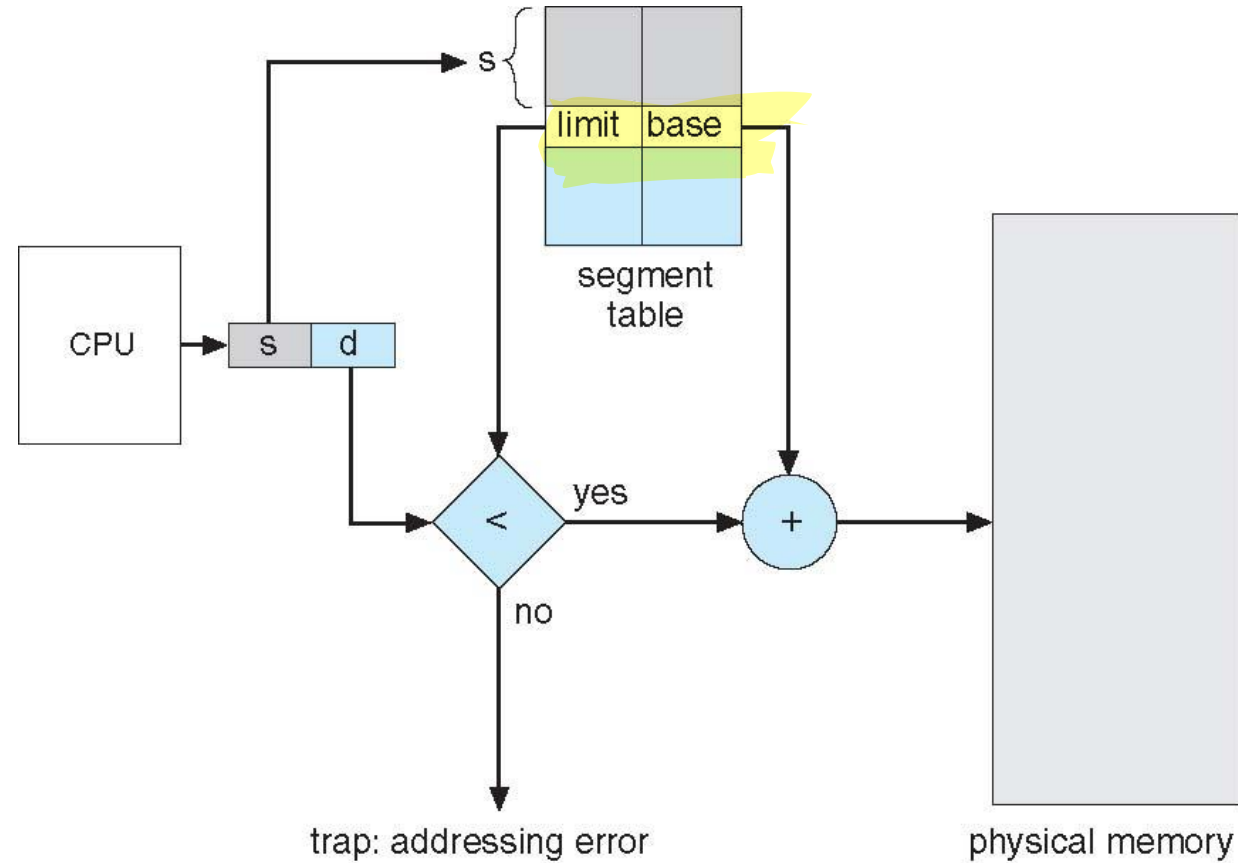 s
limit base
segment
table
CPU
s d
<
yes
+
no
trap: addressing error
physical memory